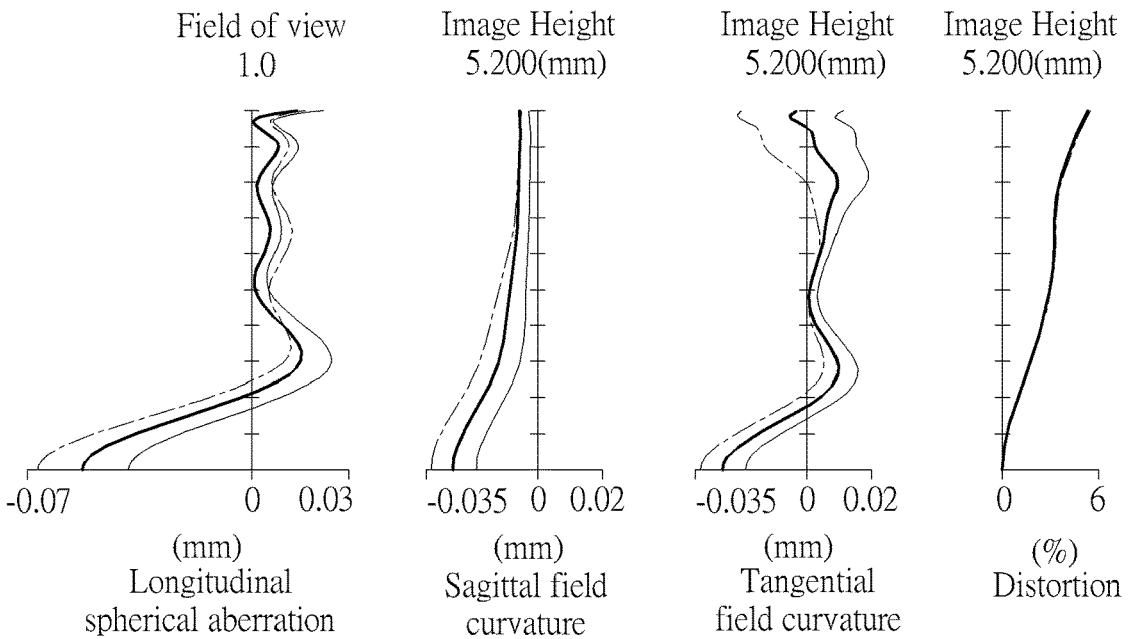 Field of view
1.0
Image Height
5.200(mm)
Image Height
5.200(mm)
Image Height
5.200(mm)
-0.07 0 0.03
(mm)
Longitudinal
spherical aberration
-0.035 0 0.02
(mm)
Sagittal field
curvature
-0.035 0 0.02
(mm)
Tangential
field curvature
0 6
(%)
Distortion